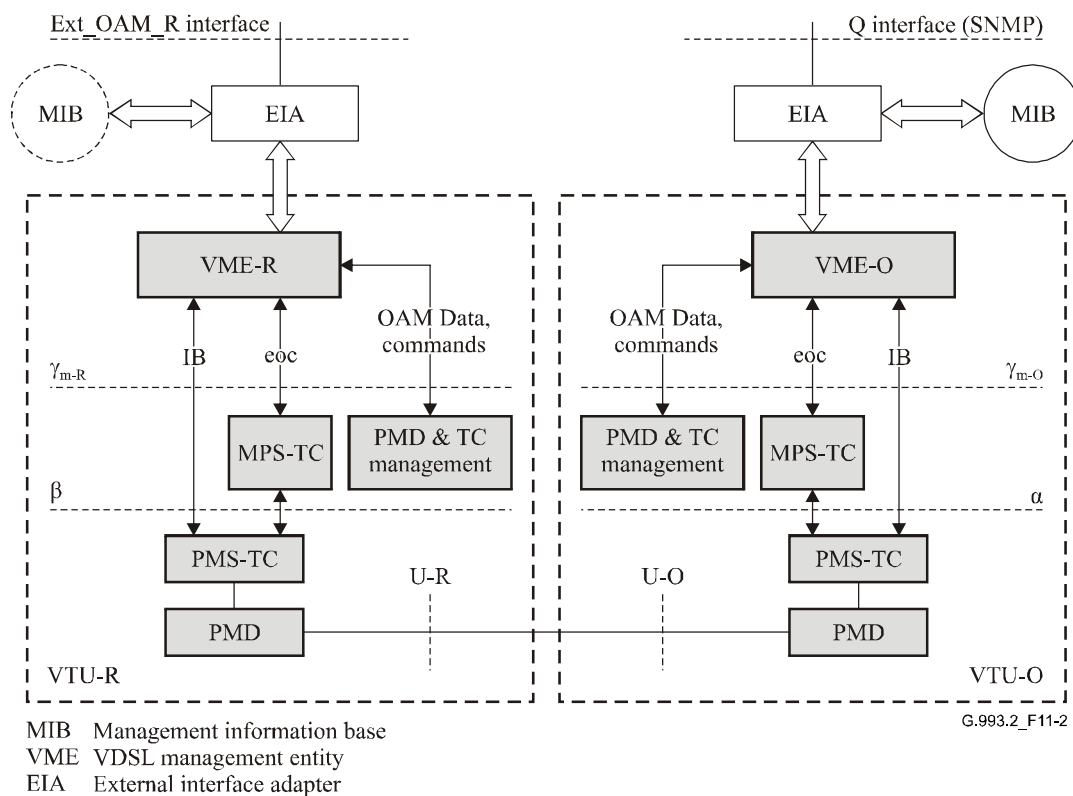 Ext_OAM_R interface
Q interface (SNMP)
MIB
EIA
EIA
MIB
VME-R
VME-O
OAM Data,
commands
OAM Data,
commands
IB
eoc
eoc
IB
γm-R
γm-O
MPS-TC
PMD & TC
management
PMD & TC
management
MPS-TC
β
α
PMS-TC
PMS-TC
U-R
U-O
PMD
PMD
VTU-R
VTU-O
G.993.2_F11-2
MIB Management information base
VME VDSL management entity
EIA External interface adapter